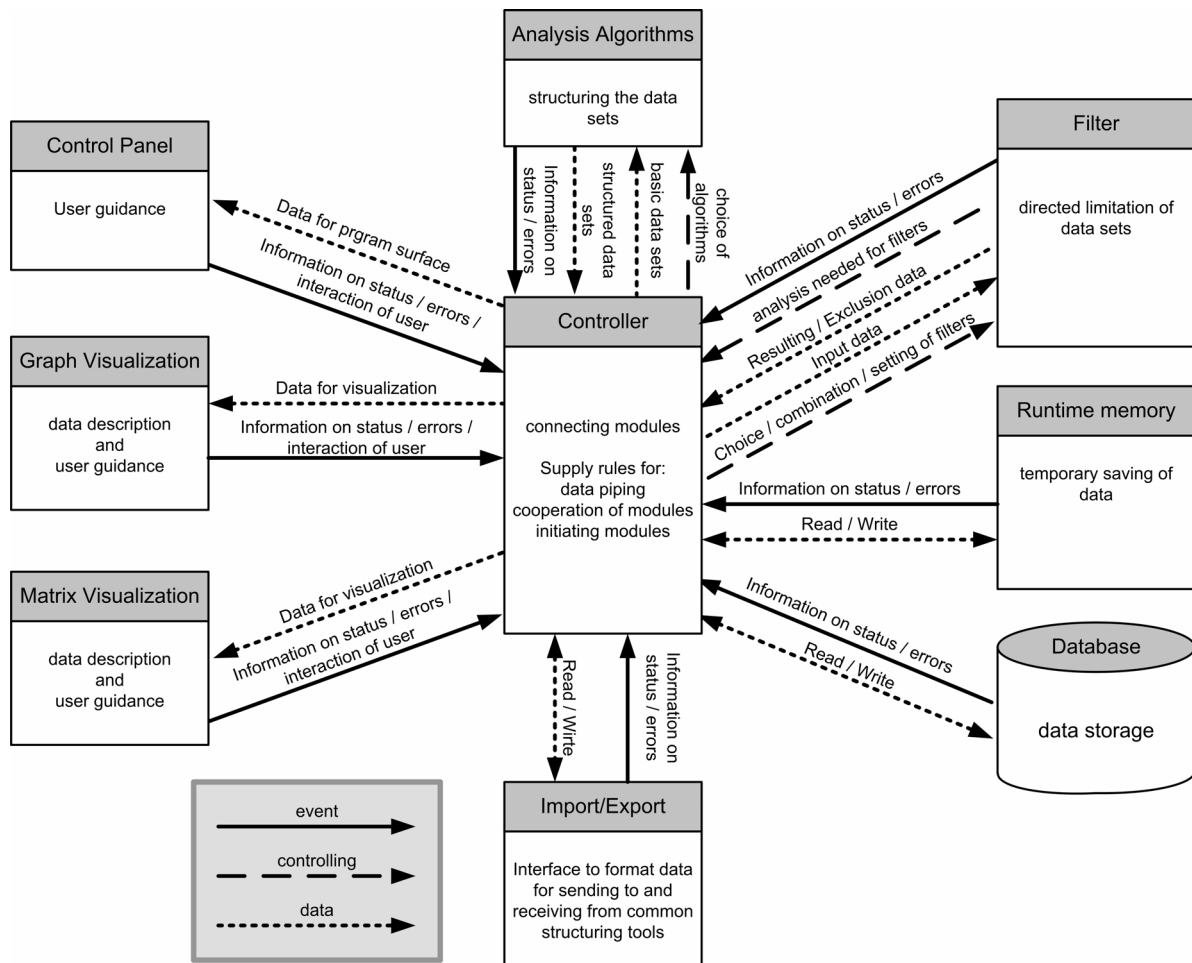 Analysis Algorithms
structuring the data
sets
Control Panel
User guidance
Filter
directed limitation of
data sets
Information on
status / errors
structured data
sets
basic data sets
choice of
algorithms
Data for prgram surface
Information on status / errors /
interaction of user
Information on status / errors
analysis needed for filters
Resulting / Exclusion data
Input data
Choice / combination / setting of filters
Controller
connecting modules
Supply rules for:
data piping
cooperation of modules
initiating modules
Graph Visualization
data description
and
user guidance
Data for visualization
Information on status / errors /
interaction of user
Runtime memory
temporary saving of
data
Information on status / errors
Read / Write
Matrix Visualization
data description
and
user guidance
Data for visualization
Information on status / errors /
interaction of user
Information on status / errors
Read / Write
Database
data storage
Read / Wirte
Information on
status / errors
Import/Export
Interface to format data
for sending to and
receiving from common
structuring tools
event
controlling
data